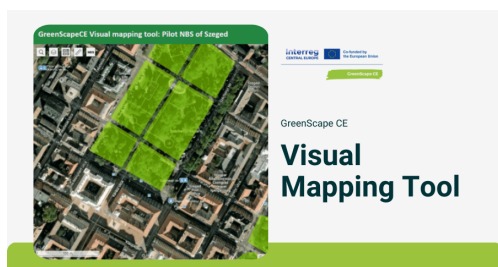 GreenScapeCE Visual mapping tool: Pilot NBS of Szeged
Interreg
CENTRAL EUROPE
Co-funded by
the European Union
GreenScape CE
GreenScape CE
Visual
Mapping Tool